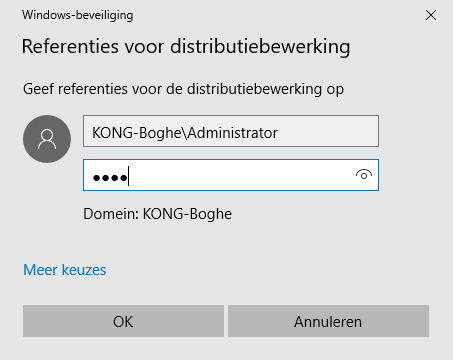 Windows-beveiliging
Referenties voor distributiebewerking
Geef referenties voor de distributiebewerking op
KONG-Boghe\Administrator
●●●●
Domein: KONG-Boghe
Meer keuzes
OK
Annuleren